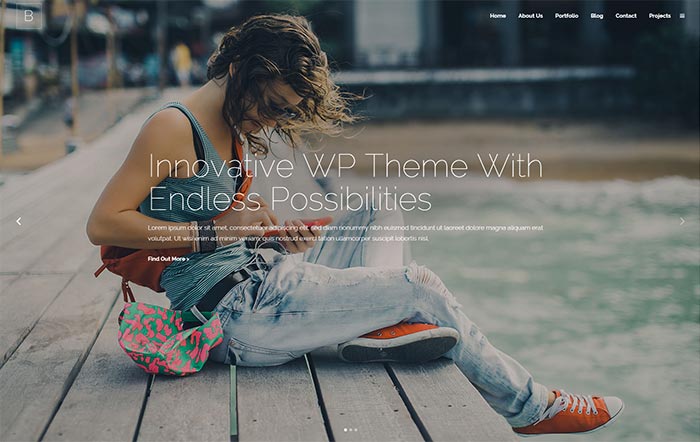 B
Home About Us Portfolio Blog Contact Projects
Innovative WP Theme With
Endless Possibilities
Lorem ipsum dolor sit amet, consectetuer adipiscing elit, sed diam nonummy nibh euismod tincidunt ut laoreet dolore magna aliquam erat
volutpat. Ut wisi enim ad minim veniam, quis nostrud exerci tation ullamcorper suscipit lobortis nisl.
Find Out More >